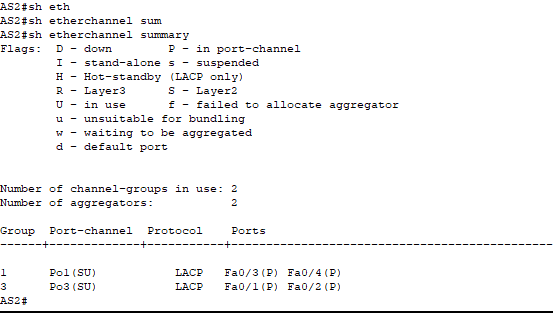 AS2#sh eth
AS2#sh etherchannel sum
AS2#sh etherchannel summary
Flags:  D - down        P - in port-channel
        I - stand-alone s - suspended
        H - Hot-standby (LACP only)
        R - Layer3      S - Layer2
        U - in use      f - failed to allocate aggregator
        u - unsuitable for bundling
        w - waiting to be aggregated
        d - default port
Number of channel-groups in use: 2
Number of aggregators:           2
Group  Port-channel  Protocol    Ports
------+-------------+-----------+----------------------------------------------
1      Po1(SU)           LACP   Fa0/3(P) Fa0/4(P)
3      Po3(SU)           LACP   Fa0/1(P) Fa0/2(P)
AS2#